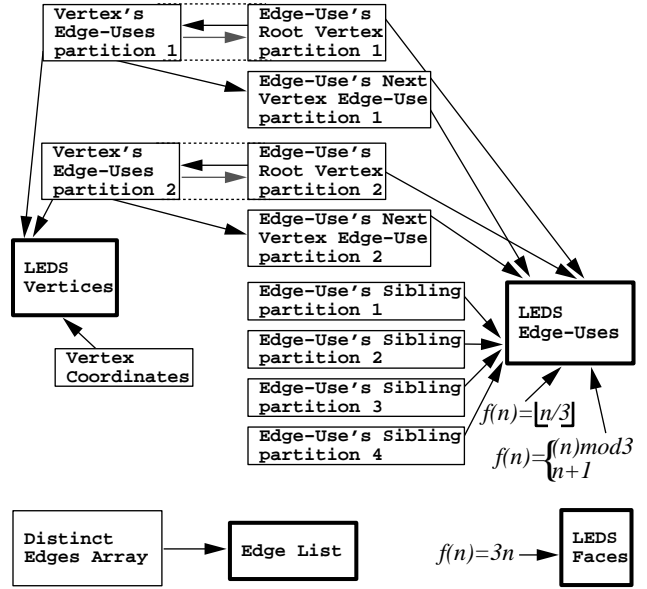 Vertex's
Edge-Uses
partition 1
Edge-Use's
Root Vertex
partition 1
Edge-Use's Next
Vertex Edge-Use
partition 1
Vertex's
Edge-Uses
partition 2
Edge-Use's
Root Vertex
partition 2
Edge-Use's Next
Vertex Edge-Use
partition 2
LEDS
Vertices
Edge-Use's Sibling
partition 1
LEDS
Edge-Uses
Edge-Use's Sibling
partition 2
Vertex
Coordinates
Edge-Use's Sibling
partition 3
Edge-Use's Sibling
partition 4
f(n)=⌊n/3⌋
f(n)={(n)mod3
n+1
Distinct
Edges Array
Edge List
f(n)=3n
LEDS
Faces